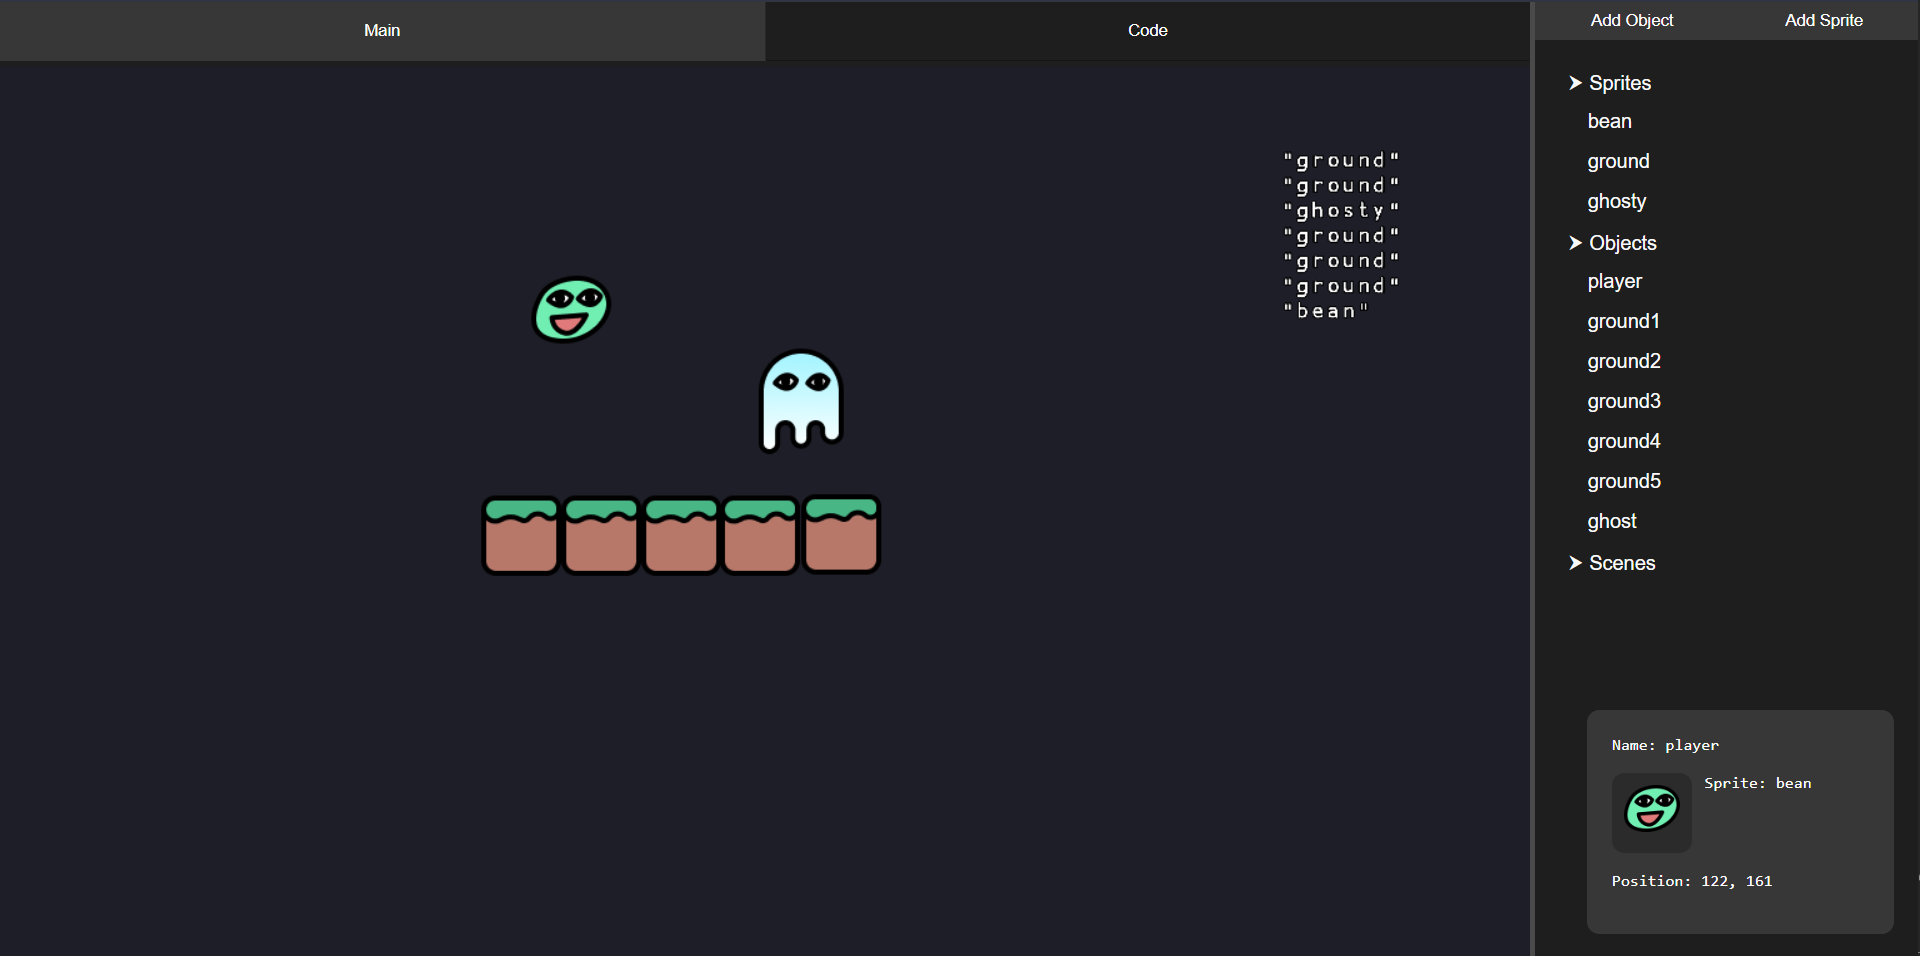 Main
Code
Add Object
Add Sprite
"ground"
"ground"
"ghosty"
"ground"
"ground"
"ground"
"bean"
➤ Sprites
bean
ground
ghosty
➤ Objects
player
ground1
ground2
ground3
ground4
ground5
ghost
➤ Scenes
Name: player
Sprite: bean
Position: 122, 161